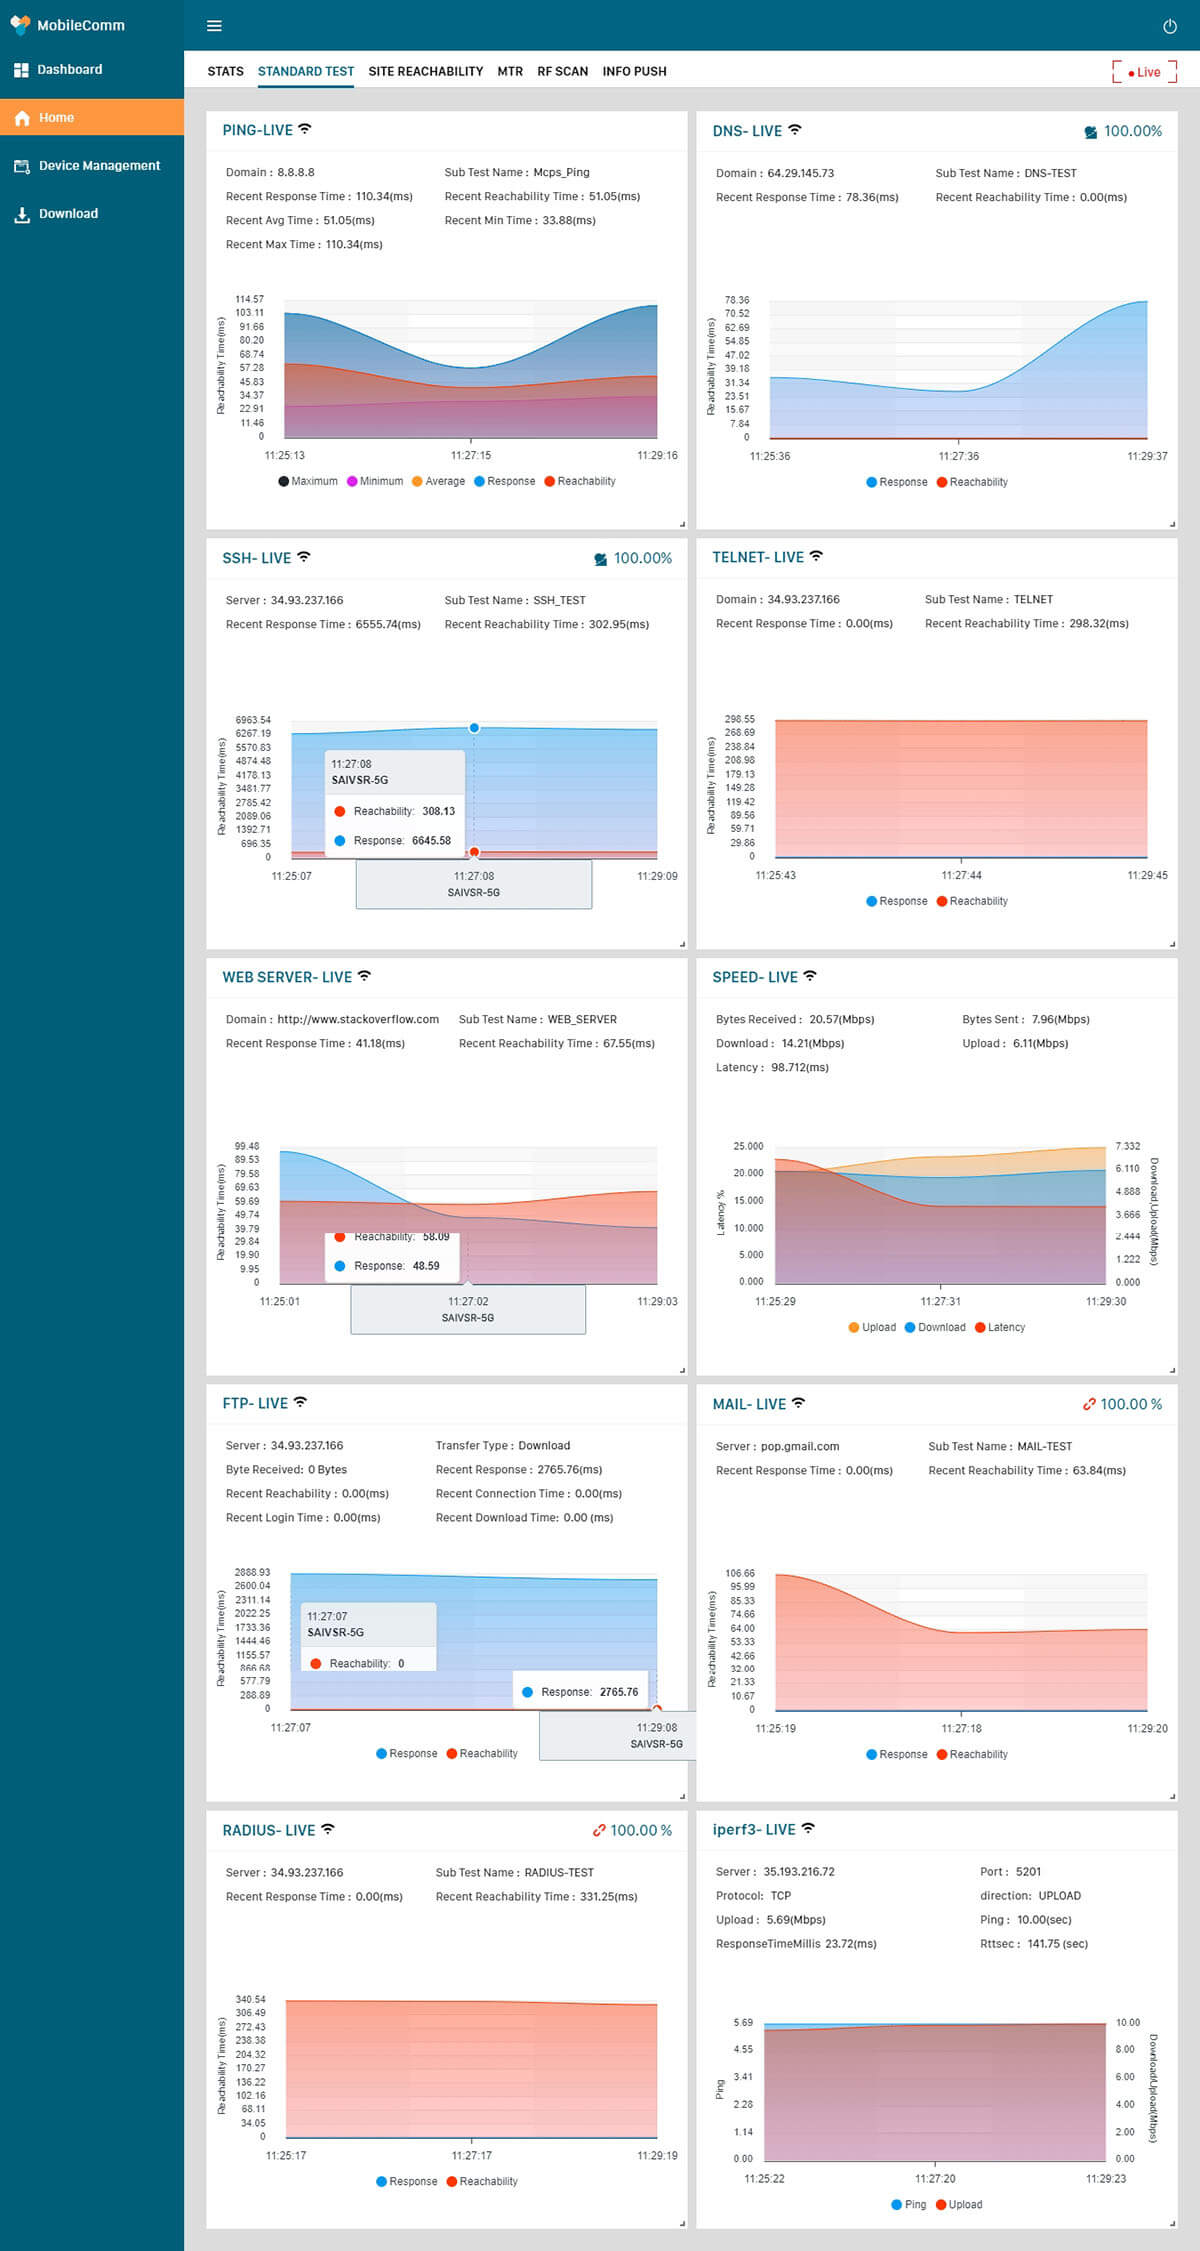 MobileComm
Dashboard
Home
Device Management
Download
STATS STANDARD TEST SITE REACHABILITY MTR RF SCAN INFO PUSH
Live
PING-LIVE
Domain : 8.8.8.8 Sub Test Name : Mcps_Ping
Recent Response Time : 110.34(ms) Recent Reachability Time : 51.05(ms)
Recent Avg Time : 51.05(ms) Recent Min Time : 33.88(ms)
Recent Max Time : 110.34(ms)
Reachability Time(ms)
114.57
103.11
91.66
80.20
68.74
57.28
45.83
34.37
22.91
11.46
0
11:25:13 11:27:15 11:29:16
Maximum Minimum Average Response Reachability
DNS- LIVE 100.00%
Domain : 64.29.145.73 Sub Test Name : DNS-TEST
Recent Response Time : 78.36(ms) Recent Reachability Time : 0.00(ms)
Reachability Time(ms)
78.36
70.52
62.69
54.85
47.02
39.18
31.34
23.51
15.67
7.84
0
11:25:36 11:27:36 11:29:37
Response Reachability
SSH- LIVE 100.00%
Server : 34.93.237.166 Sub Test Name : SSH_TEST
Recent Response Time : 6555.74(ms) Recent Reachability Time : 302.95(ms)
Reachability Time(ms)
6963.54
6267.19
5570.83
4874.48
4178.13
3481.77
2785.42
2089.06
1392.71
696.35
0
11:27:08
SAIVSR-5G
Reachability: 308.13
Response: 6645.58
11:25:07 11:27:08 11:29:09
SAIVSR-5G
TELNET- LIVE
Domain : 34.93.237.166 Sub Test Name : TELNET
Recent Response Time : 0.00(ms) Recent Reachability Time : 298.32(ms)
Reachability Time(ms)
298.55
268.69
238.84
208.98
179.13
149.28
119.42
89.56
59.71
29.86
0
11:25:43 11:27:44 11:29:45
Response Reachability
WEB SERVER- LIVE
Domain : http://www.stackoverflow.com Sub Test Name : WEB_SERVER
Recent Response Time : 41.18(ms) Recent Reachability Time : 67.55(ms)
Reachability Time(ms)
99.48
89.53
79.58
69.63
59.69
49.74
39.79
29.84
19.90
9.95
0
Reachability: 58.09
Response: 48.59
11:25:01 11:27:02 11:29:03
SAIVSR-5G
SPEED- LIVE
Bytes Received : 20.57(Mbps) Bytes Sent : 7.96(Mbps)
Download : 14.21(Mbps) Upload : 6.11(Mbps)
Latency : 98.712(ms)
Latency %
25.000
20.000
15.000
10.000
5.000
0.000
7.332
6.110
4.888
3.666
2.444
1.222
0.000
Download,Upload(Mbps)
11:25:29 11:27:31 11:29:30
Upload Download Latency
FTP- LIVE
Server : 34.93.237.166 Transfer Type : Download
Byte Received: 0 Bytes Recent Response : 2765.76(ms)
Recent Reachability : 0.00(ms) Recent Connection Time : 0.00(ms)
Recent Login Time : 0.00(ms) Recent Download Time: 0.00 (ms)
Reachability Time(ms)
2888.93
2600.04
2311.14
2022.25
1733.36
1444.46
1155.57
866.68
577.79
288.89
0
11:27:07
SAIVSR-5G
Reachability: 0
Response: 2765.76
11:27:07 11:29:08
SAIVSR-5G
Response Reachability
MAIL- LIVE 100.00 %
Server : pop.gmail.com Sub Test Name : MAIL-TEST
Recent Response Time : 0.00(ms) Recent Reachability Time : 63.84(ms)
Reachability Time(ms)
106.66
95.99
85.33
74.66
64.00
53.33
42.66
32.00
21.33
10.67
0
11:25:19 11:27:18 11:29:20
Response Reachability
RADIUS- LIVE 100.00 %
Server : 34.93.237.166 Sub Test Name : RADIUS-TEST
Recent Response Time : 0.00(ms) Recent Reachability Time : 331.25(ms)
Reachability Time(ms)
340.54
306.49
272.43
238.38
204.32
170.27
136.22
102.16
68.11
34.05
0
11:25:17 11:27:17 11:29:19
Response Reachability
iperf3- LIVE
Server : 35.193.216.72 Port : 5201
Protocol: TCP direction: UPLOAD
Upload : 5.69(Mbps) Ping : 10.00(sec)
ResponseTimeMillis 23.72(ms) Rttsec : 141.75 (sec)
Ping
5.69
4.55
3.41
2.28
1.14
0.00
10.00
8.00
6.00
4.00
2.00
0.00
Download/Upload(Mbps)
11:25:22 11:27:20 11:29:23
Ping Upload